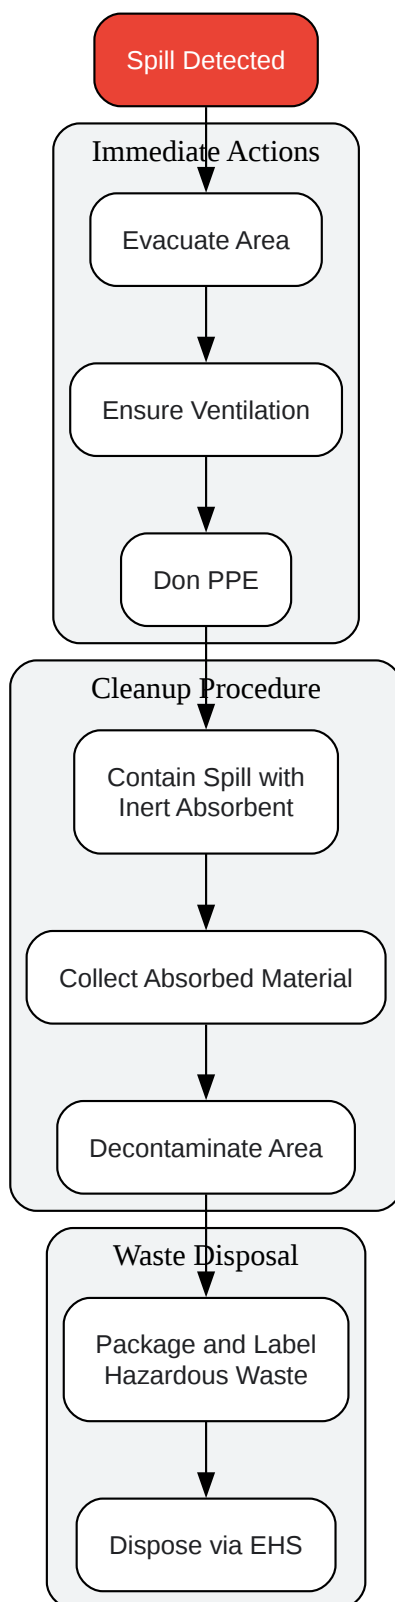 Spill Detected
Immediate Actions
Evacuate Area
Ensure Ventilation
Don PPE
Cleanup Procedure
Contain Spill with
Inert Absorbent
Collect Absorbed Material
Decontaminate Area
Waste Disposal
Package and Label
Hazardous Waste
Dispose via EHS